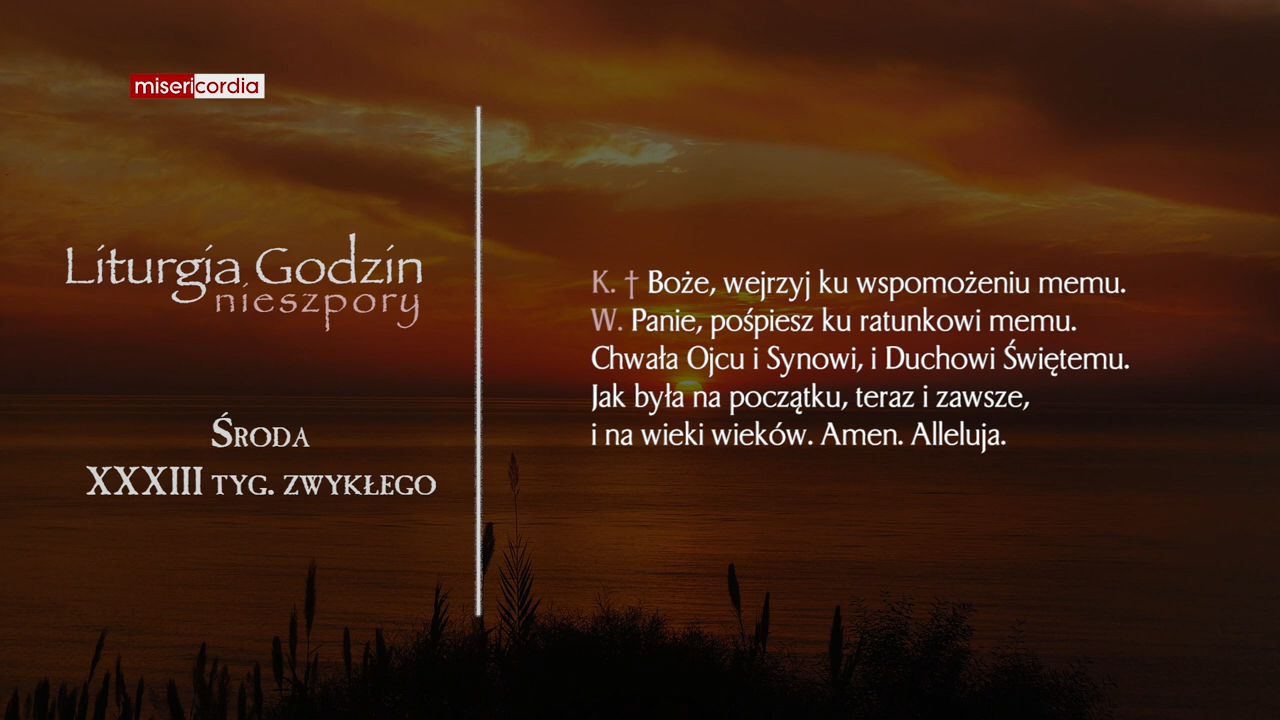 misericordia
Liturgia Godzin
nieszpory
Środa
XXXIII tyg. zwykłego
K. † Boże, wejrzyj ku wspomożeniu memu.
W. Panie, pośpiesz ku ratunkowi memu.
Chwała Ojcu i Synowi, i Duchowi Świętemu.
Jak była na początku, teraz i zawsze,
i na wieki wieków. Amen. Alleluja.